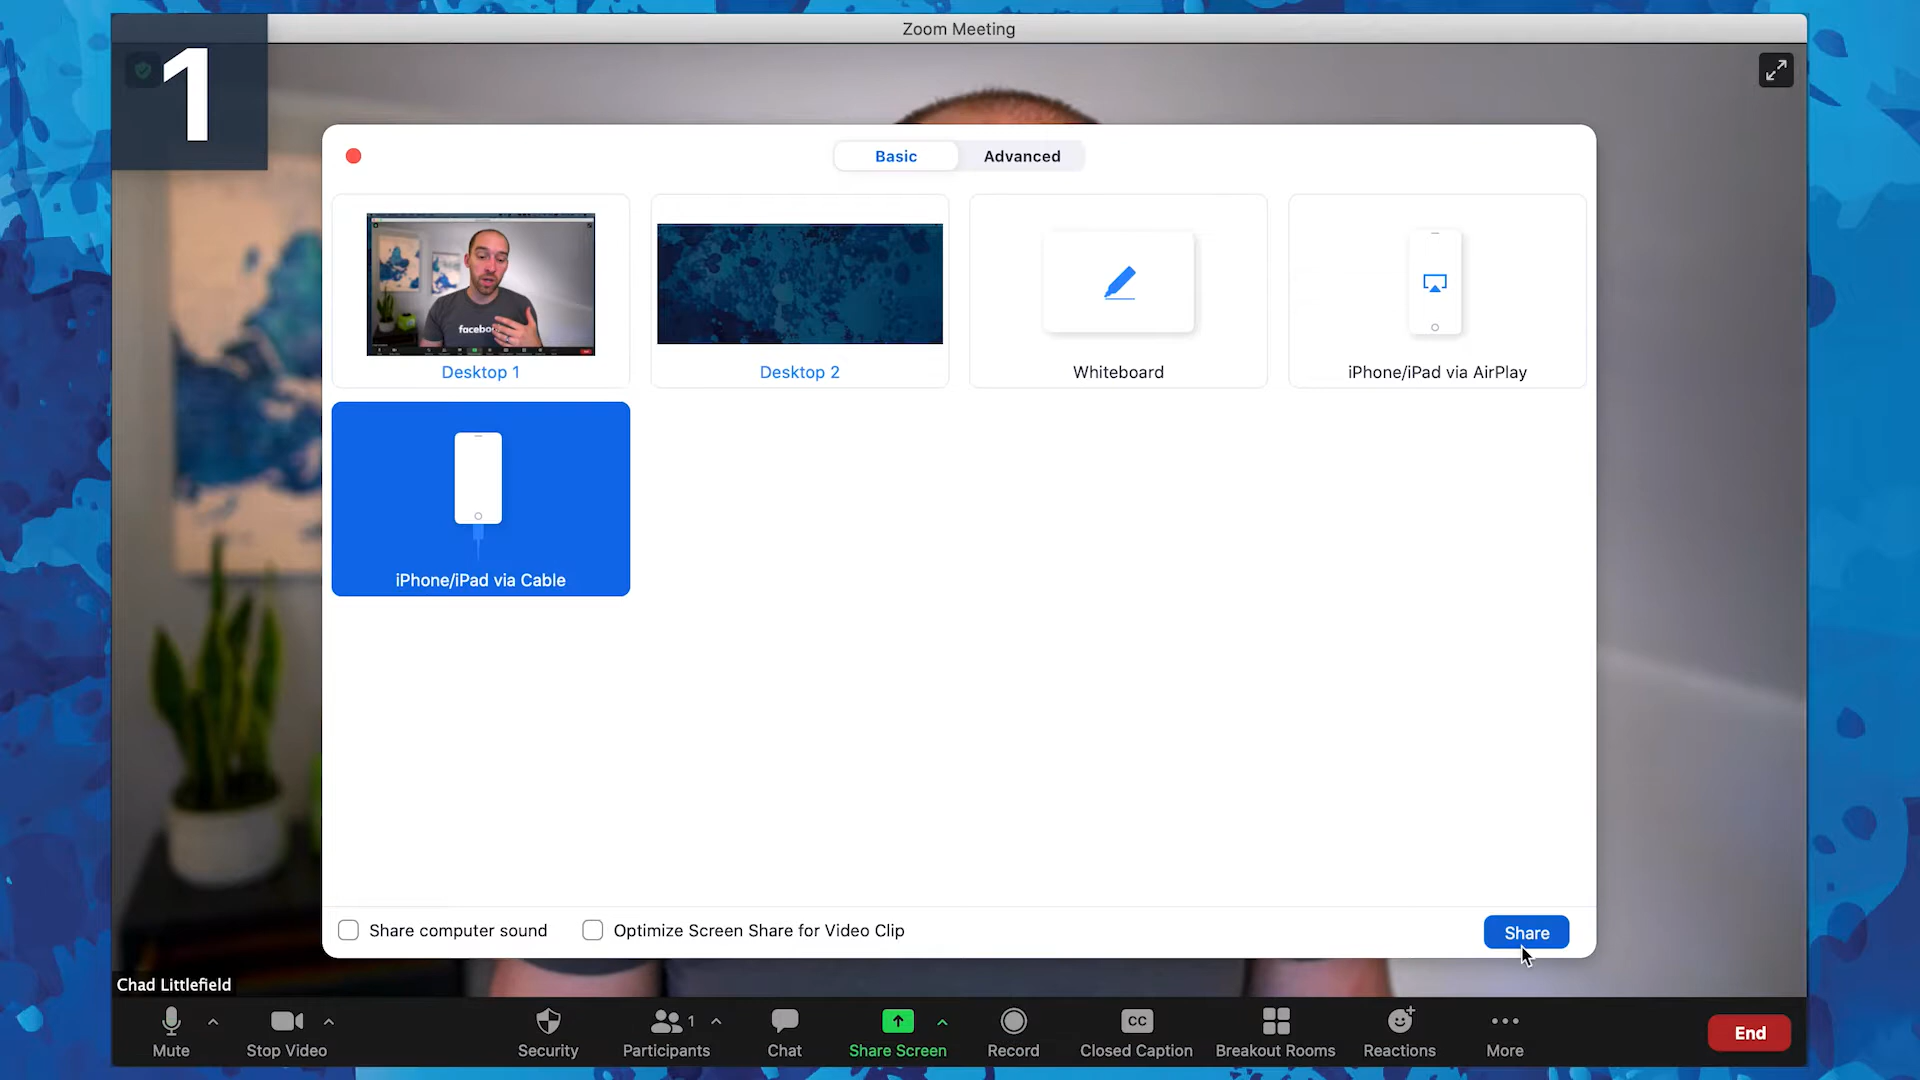 Zoom Meeting
1
Basic
Advanced
facebo
Desktop 1
Desktop 2
Whiteboard
iPhone/iPad via AirPlay
iPhone/iPad via Cable
Share computer sound
Optimize Screen Share for Video Clip
Share
Chad Littlefield
1
CC
Mute
Stop Video
Security
Participants
Chat
Share Screen
Record
Closed Caption
Breakout Rooms
Reactions
More
End